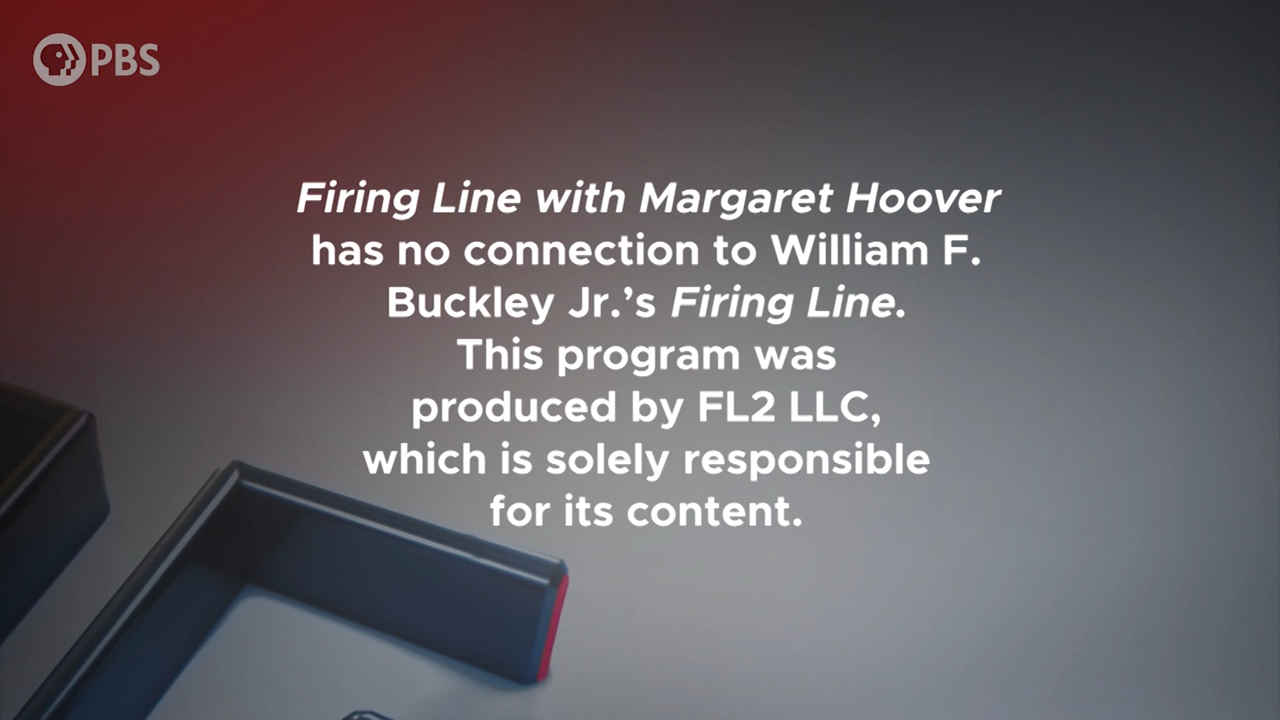 PBS
Firing Line with Margaret Hoover
has no connection to William F.
Buckley Jr.’s Firing Line.
This program was
produced by FL2 LLC,
which is solely responsible
for its content.